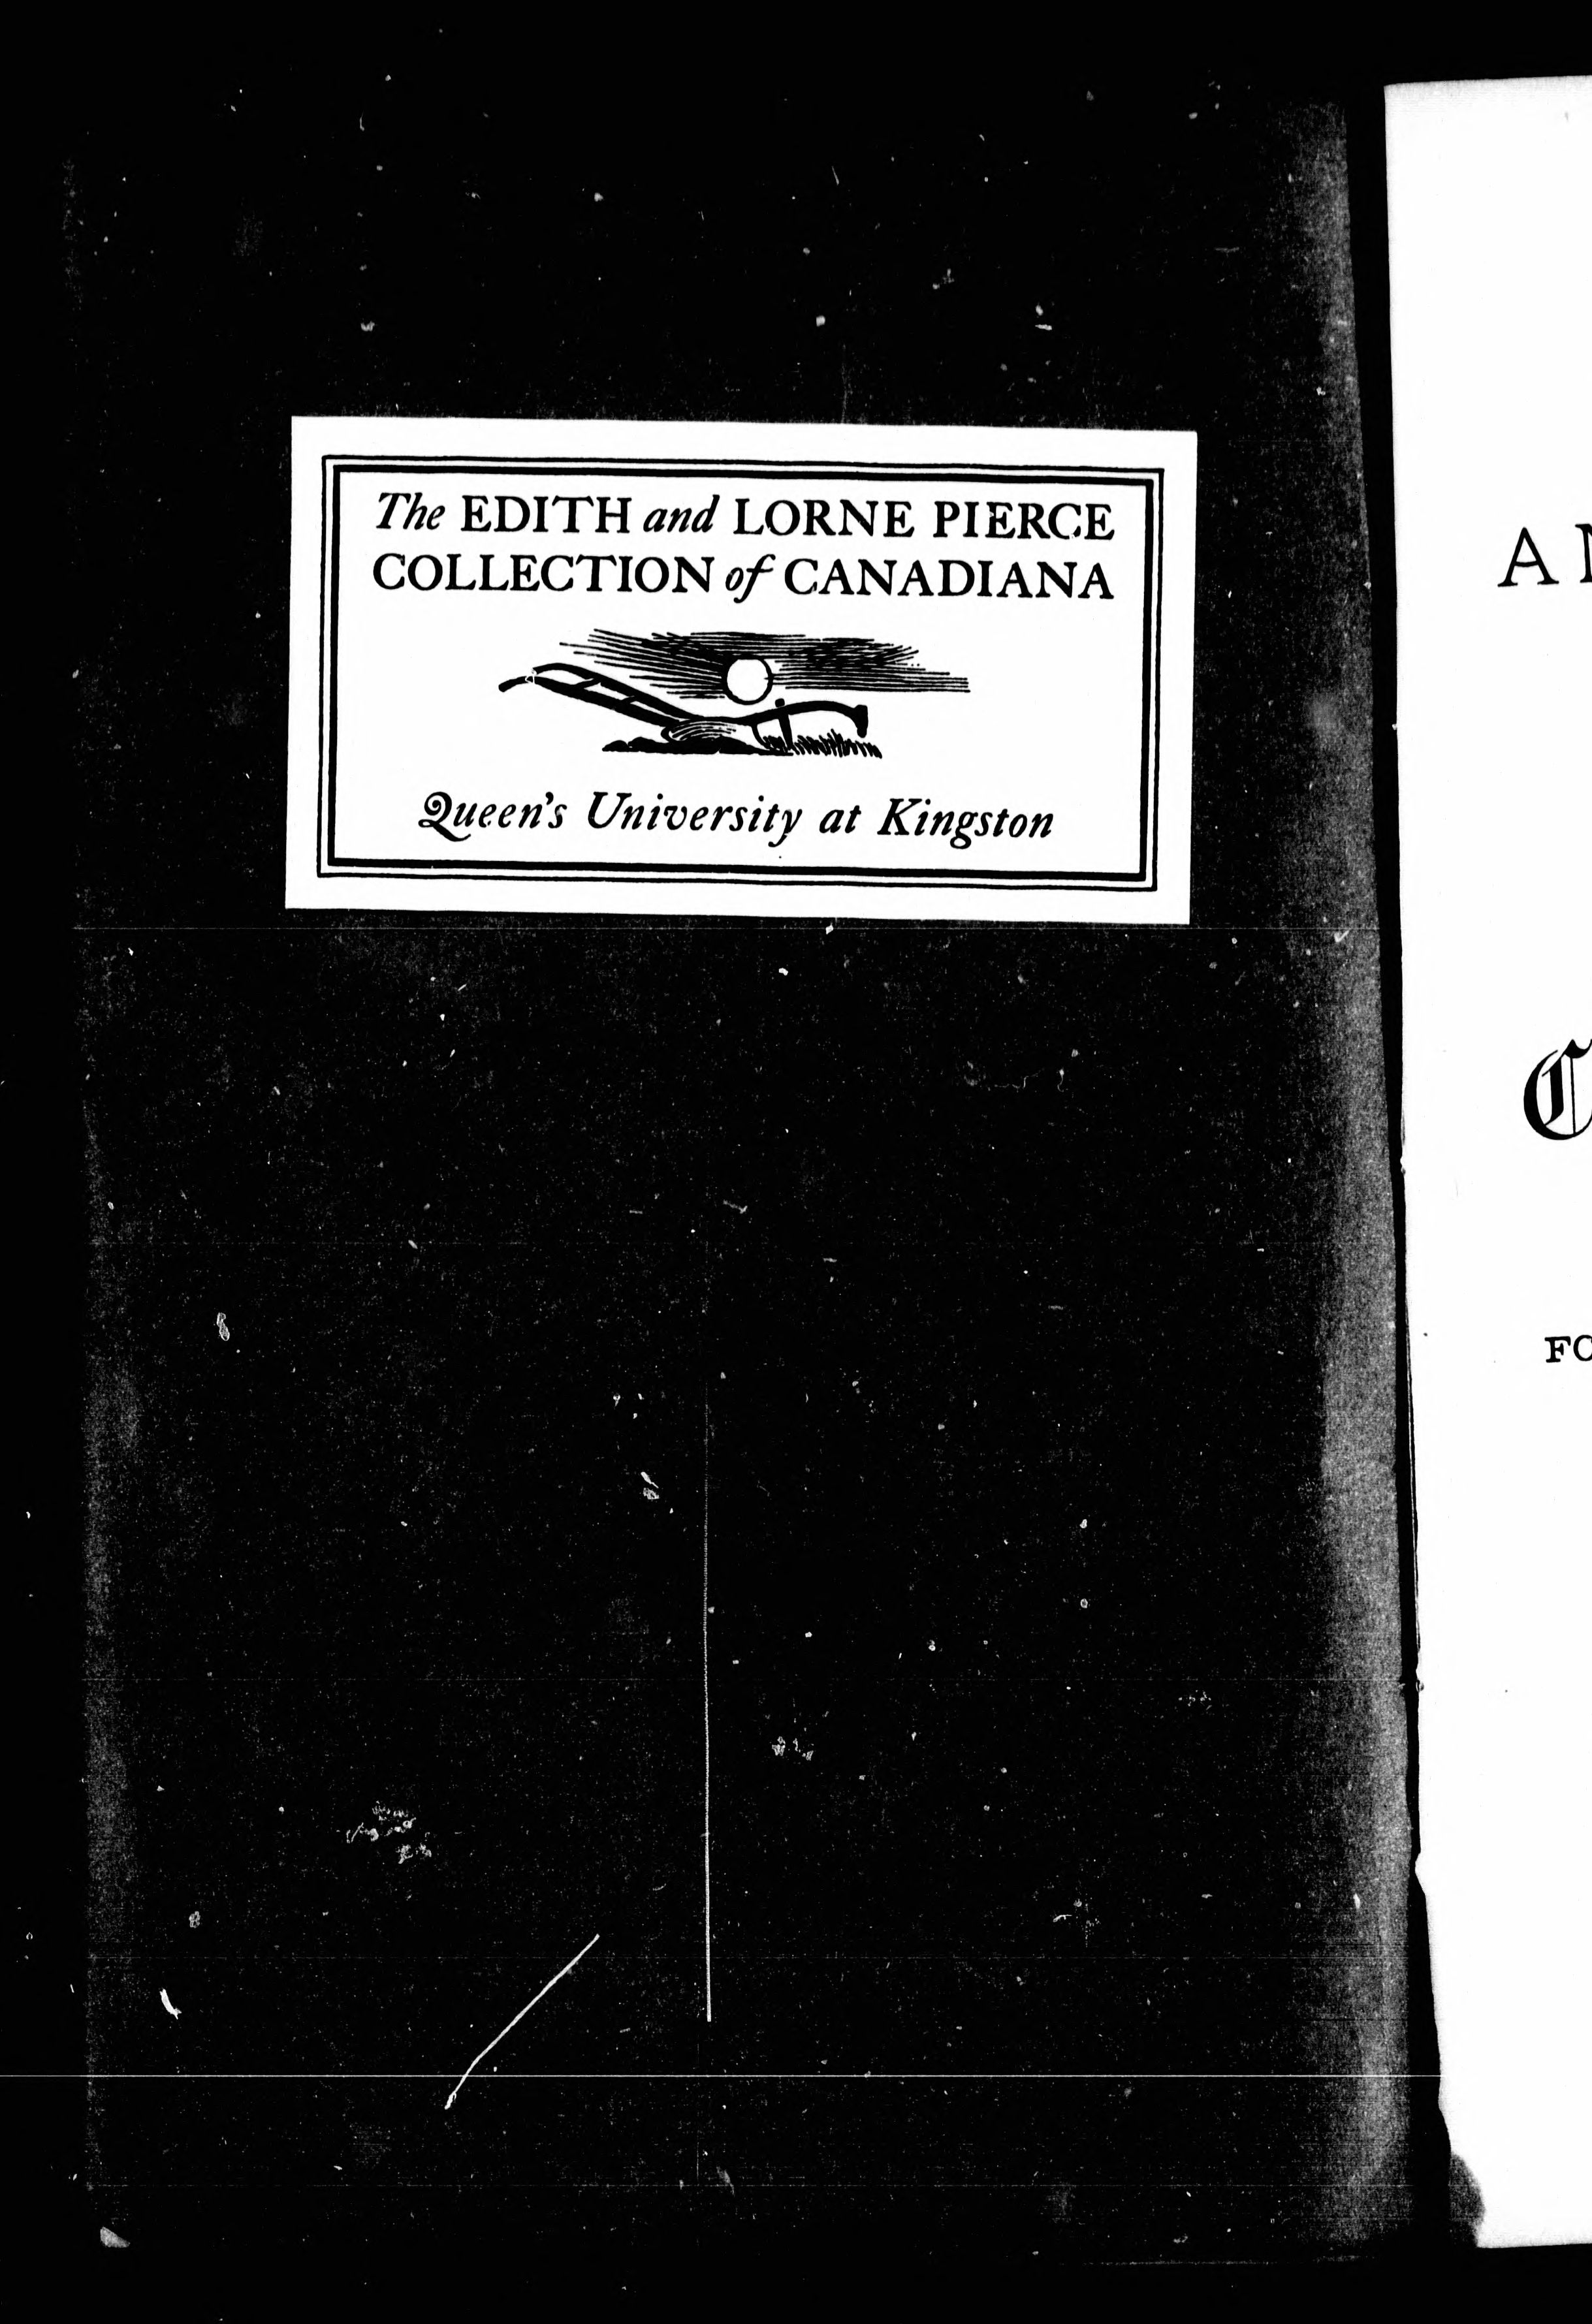 The EDITH and LORNE PIERCE
COLLECTION of CANADIANA
Queen's University at Kingston